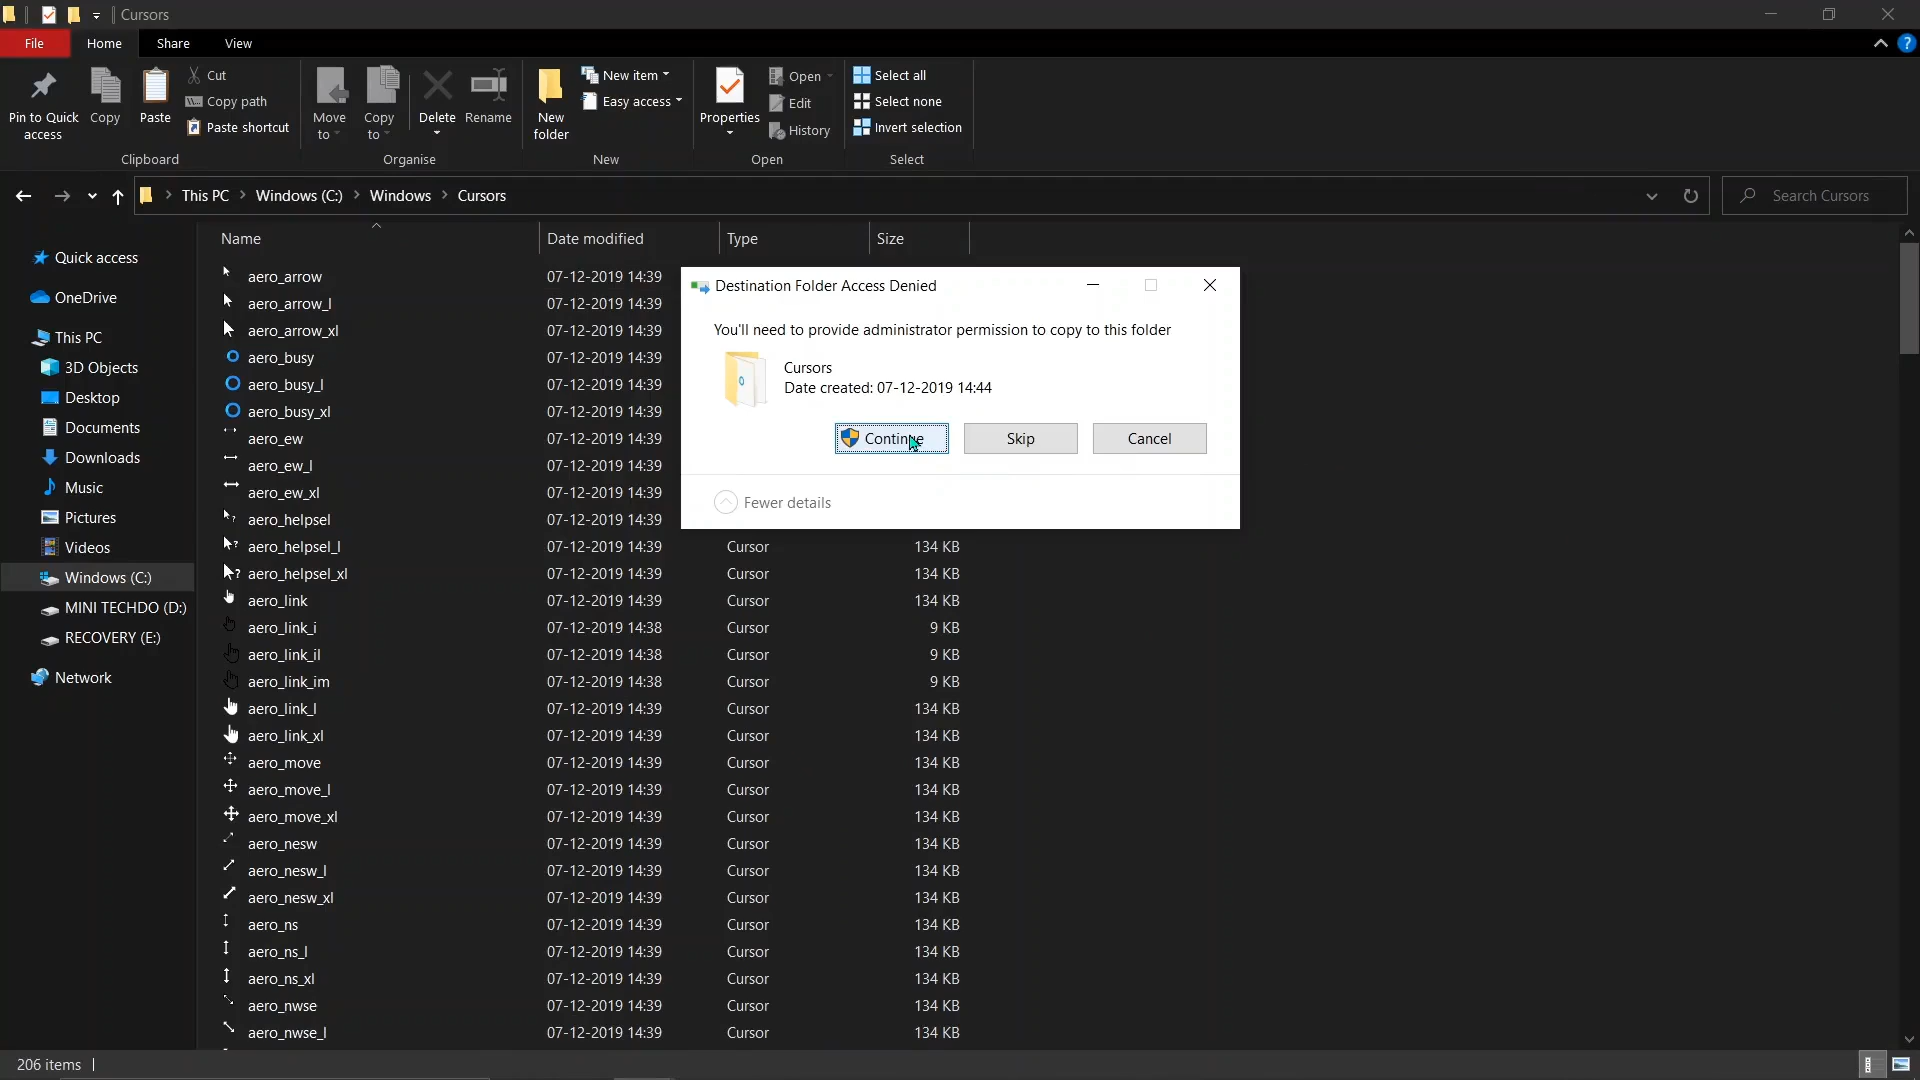 Cursors
File
Home
Share
View
Pin to Quick access
Copy
Paste
Cut
Copy path
Paste shortcut
Clipboard
Move to
Copy to
Delete
Rename
Organise
New folder
New item
Easy access
New
Properties
Open
Edit
History
Open
Select all
Select none
Invert selection
Select
This PC > Windows (C:) > Windows > Cursors
Search Cursors
Quick access
OneDrive
This PC
3D Objects
Desktop
Documents
Downloads
Music
Pictures
Videos
Windows (C:)
MINI TECHDO (D:)
RECOVERY (E:)
Network
Name Date modified Type Size
aero_arrow 07-12-2019 14:39
aero_arrow_l 07-12-2019 14:39
aero_arrow_xl 07-12-2019 14:39
aero_busy 07-12-2019 14:39
aero_busy_l 07-12-2019 14:39
aero_busy_xl 07-12-2019 14:39
aero_ew 07-12-2019 14:39
aero_ew_l 07-12-2019 14:39
aero_ew_xl 07-12-2019 14:39
aero_helpsel 07-12-2019 14:39
aero_helpsel_l 07-12-2019 14:39 Cursor 134 KB
aero_helpsel_xl 07-12-2019 14:39 Cursor 134 KB
aero_link 07-12-2019 14:39 Cursor 134 KB
aero_link_i 07-12-2019 14:38 Cursor 9 KB
aero_link_il 07-12-2019 14:38 Cursor 9 KB
aero_link_im 07-12-2019 14:38 Cursor 9 KB
aero_link_l 07-12-2019 14:39 Cursor 134 KB
aero_link_xl 07-12-2019 14:39 Cursor 134 KB
aero_move 07-12-2019 14:39 Cursor 134 KB
aero_move_l 07-12-2019 14:39 Cursor 134 KB
aero_move_xl 07-12-2019 14:39 Cursor 134 KB
aero_nesw 07-12-2019 14:39 Cursor 134 KB
aero_nesw_l 07-12-2019 14:39 Cursor 134 KB
aero_nesw_xl 07-12-2019 14:39 Cursor 134 KB
aero_ns 07-12-2019 14:39 Cursor 134 KB
aero_ns_l 07-12-2019 14:39 Cursor 134 KB
aero_ns_xl 07-12-2019 14:39 Cursor 134 KB
aero_nwse 07-12-2019 14:39 Cursor 134 KB
aero_nwse_l 07-12-2019 14:39 Cursor 134 KB
Destination Folder Access Denied
You'll need to provide administrator permission to copy to this folder
Cursors
Date created: 07-12-2019 14:44
Continue
Skip
Cancel
Fewer details
206 items